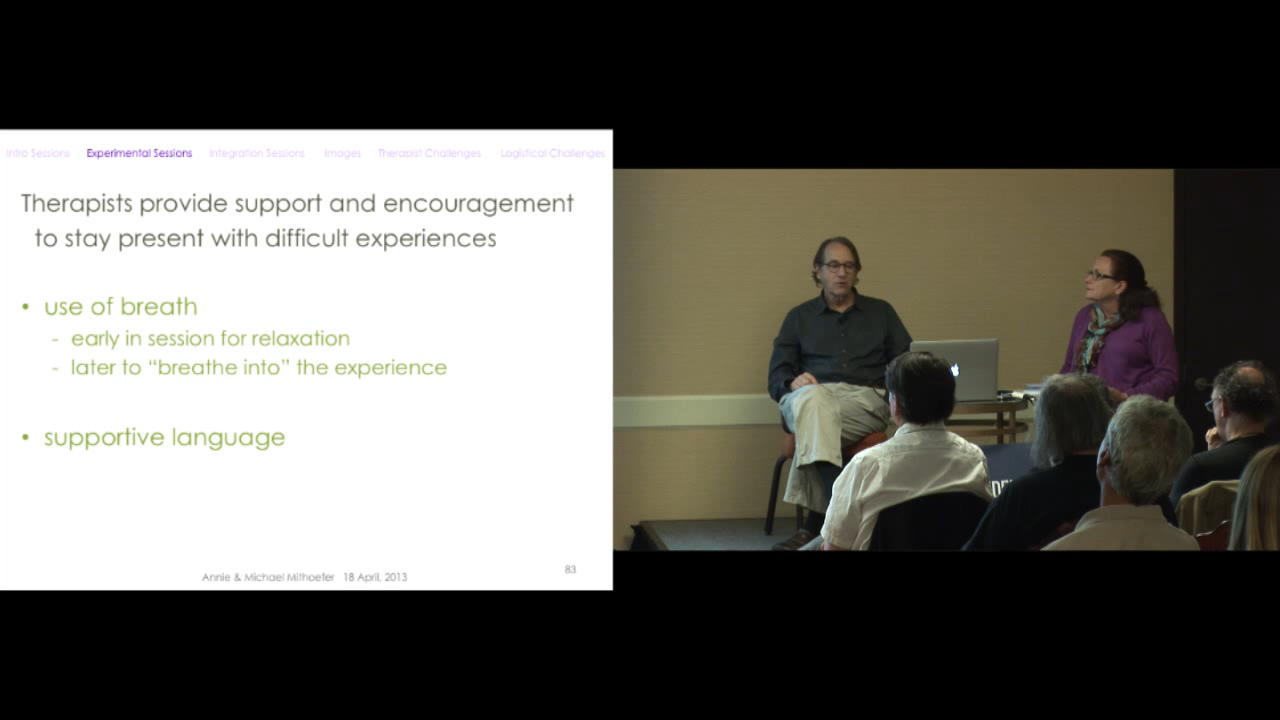 Intro Sessions Experimental Sessions Integration Sessions Images Therapist Challenges Logistical Challenges
Therapists provide support and encouragement
to stay present with difficult experiences
• use of breath
- early in session for relaxation
- later to “breathe into” the experience
• supportive language
Annie & Michael Mithoefer 18 April, 2013
83